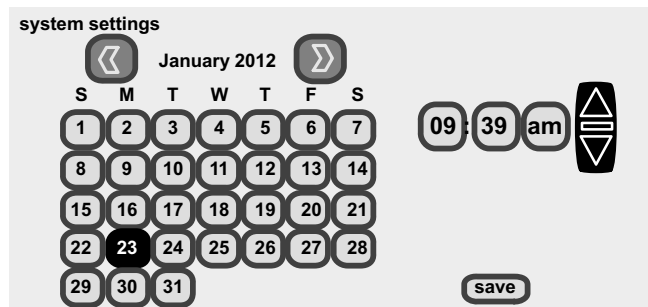 system settings
January 2012
S M T W T F S
1 2 3 4 5 6 7
09 : 39 am
8 9 10 11 12 13 14
15 16 17 18 19 20 21
22 23 24 25 26 27 28
29 30 31
save